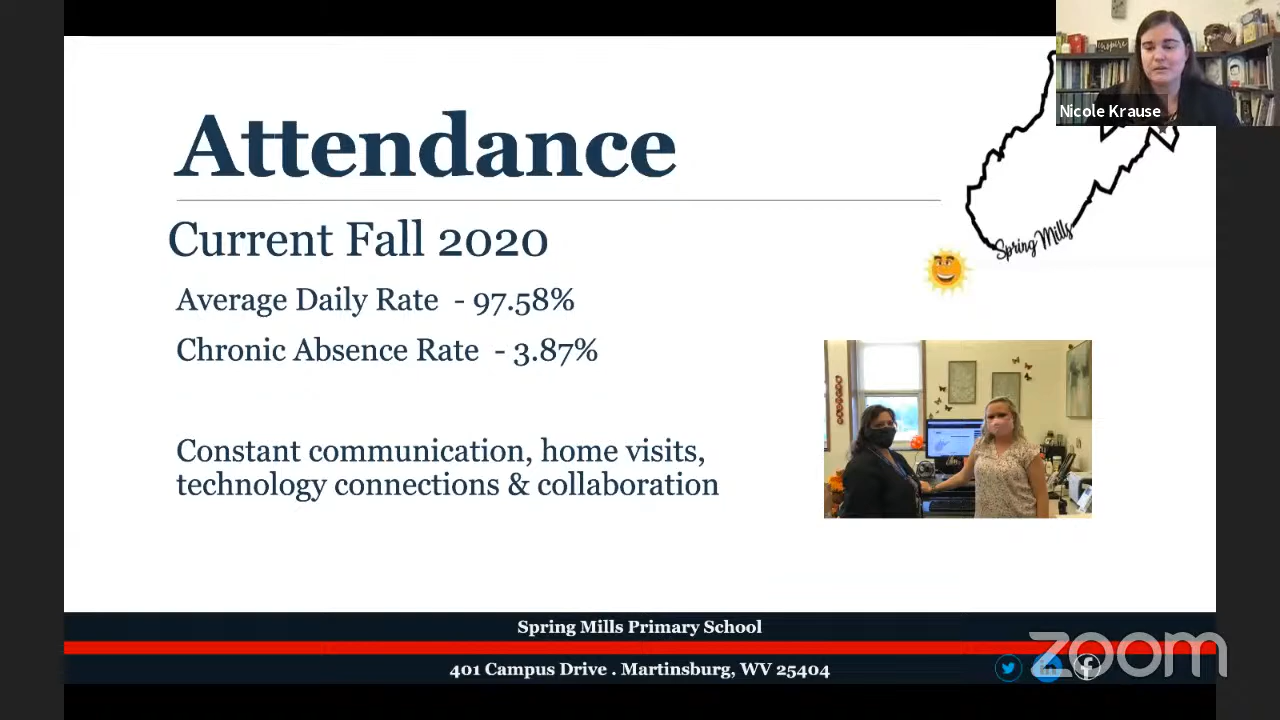 Attendance
Nicole Krause
Current Fall 2020
Spring Mills
Average Daily Rate - 97.58%
Chronic Absence Rate - 3.87%
Constant communication, home visits,
technology connections & collaboration
Spring Mills Primary School
401 Campus Drive . Martinsburg, WV 25404
zoom